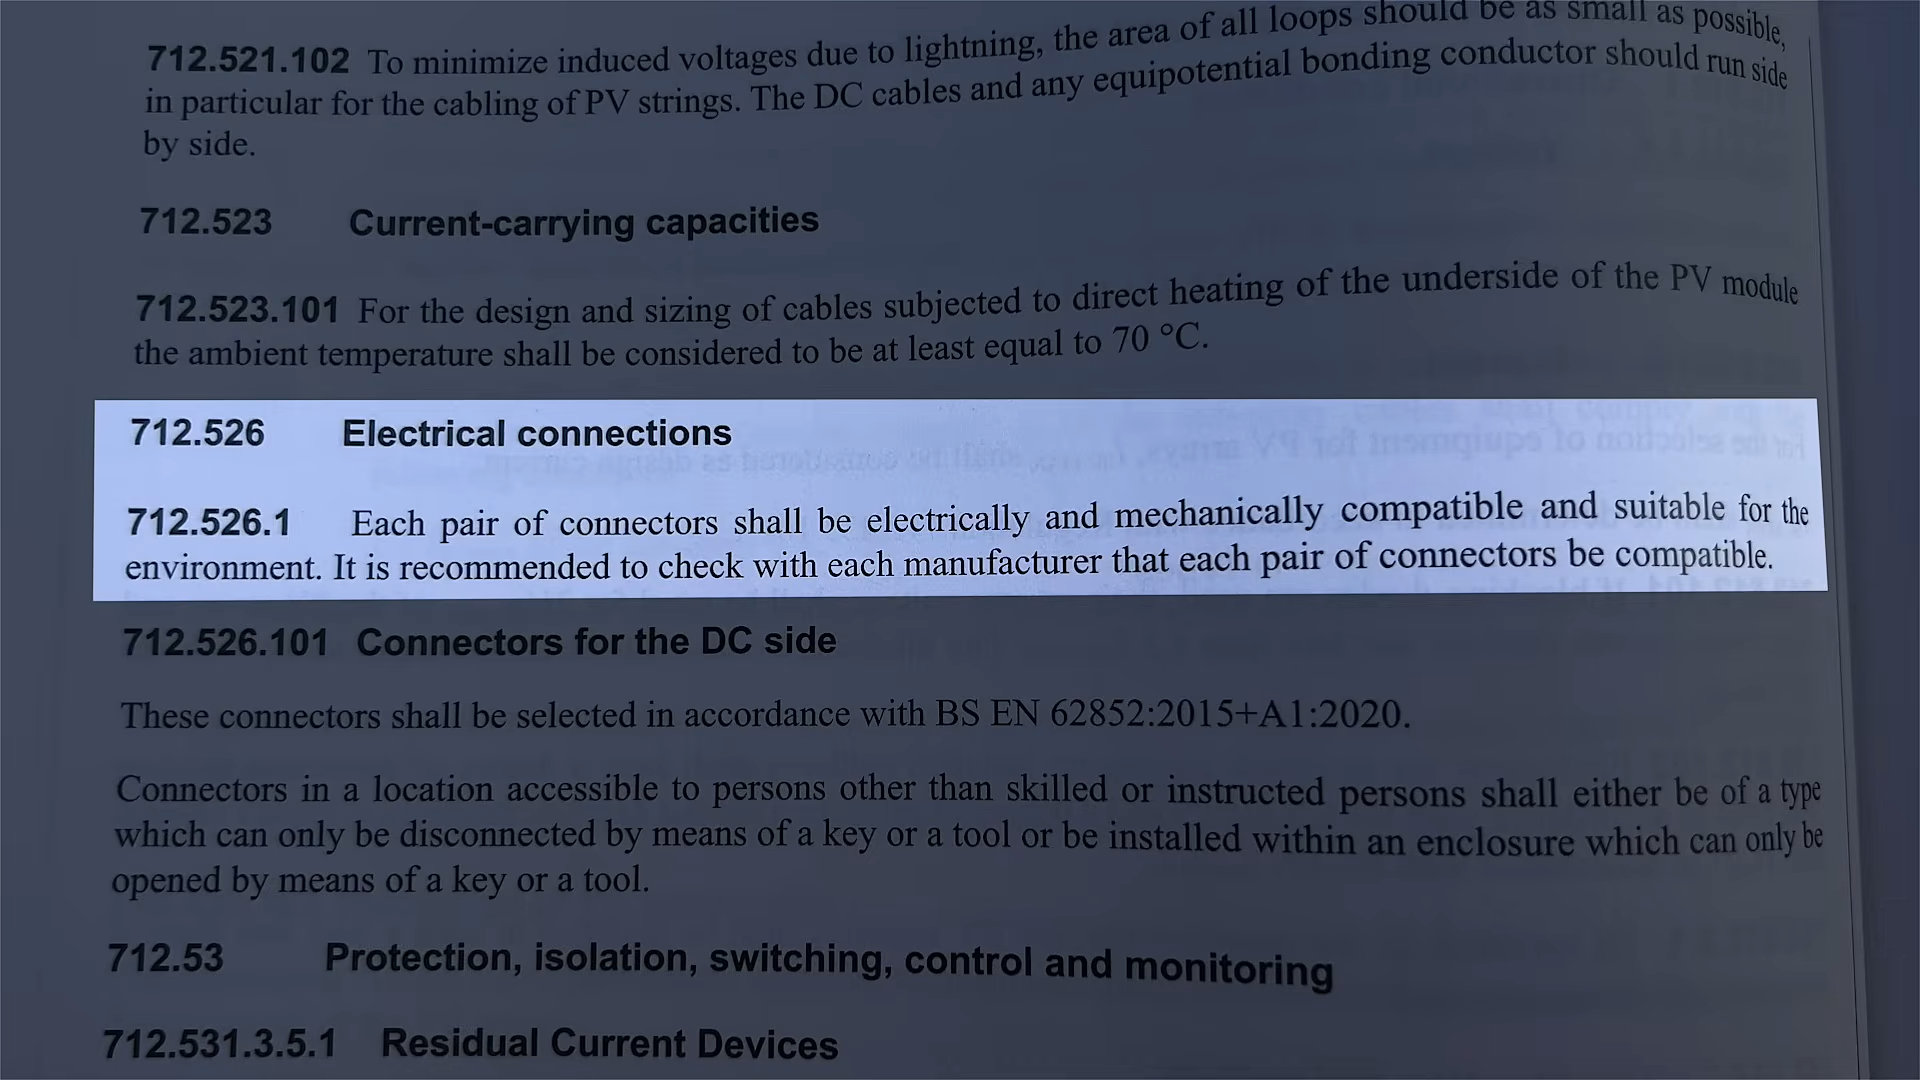 712.521.102 To minimize induced voltages due to lightning, the area of all loops should be as small as possible,
in particular for the cabling of PV strings. The DC cables and any equipotential bonding conductor should run side
by side.
712.523 Current-carrying capacities
712.523.101 For the design and sizing of cables subjected to direct heating of the underside of the PV module
the ambient temperature shall be considered to be at least equal to 70 °C.
712.526 Electrical connections
712.526.1 Each pair of connectors shall be electrically and mechanically compatible and suitable for the
environment. It is recommended to check with each manufacturer that each pair of connectors be compatible.
712.526.101 Connectors for the DC side
These connectors shall be selected in accordance with BS EN 62852:2015+A1:2020.
Connectors in a location accessible to persons other than skilled or instructed persons shall either be of a type
which can only be disconnected by means of a key or a tool or be installed within an enclosure which can only be
opened by means of a key or a tool.
712.53 Protection, isolation, switching, control and monitoring
712.531.3.5.1 Residual Current Devices